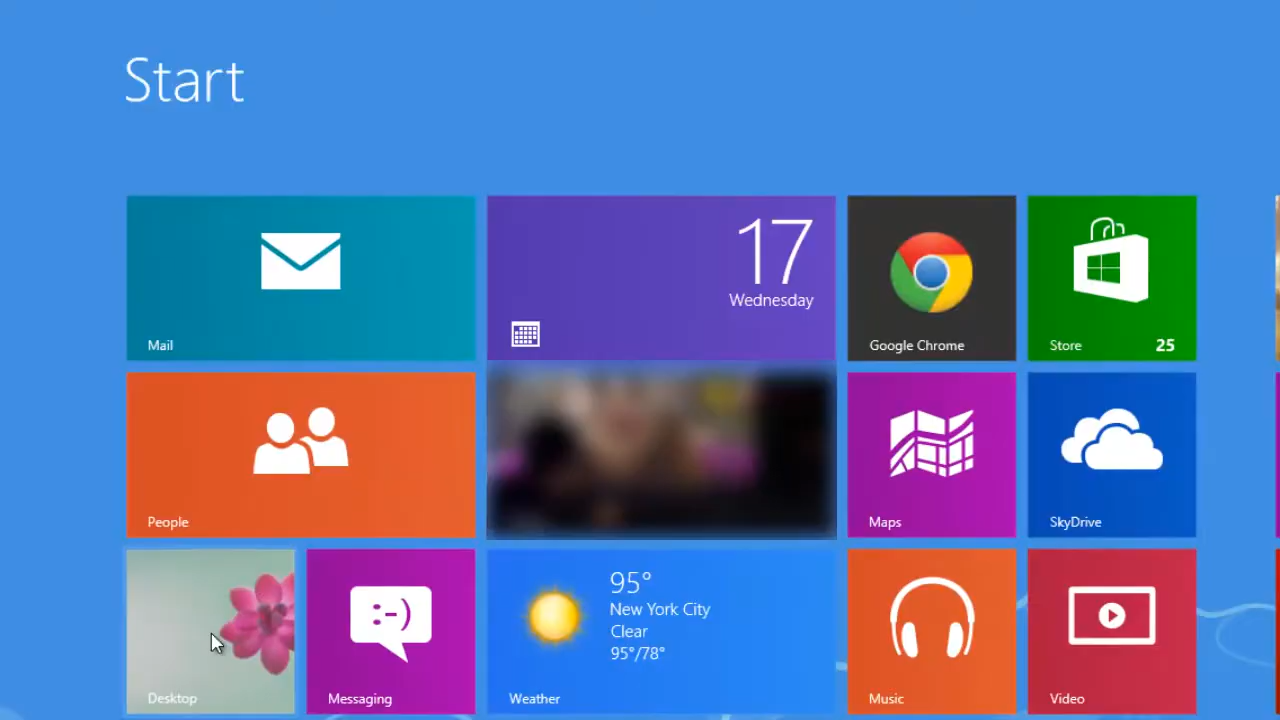 Start
Mail
17
Wednesday
Google Chrome
Store 25
People
Maps
SkyDrive
Desktop
Messaging
:-)
95°
New York City
Clear
95°/78°
Weather
Music
Video